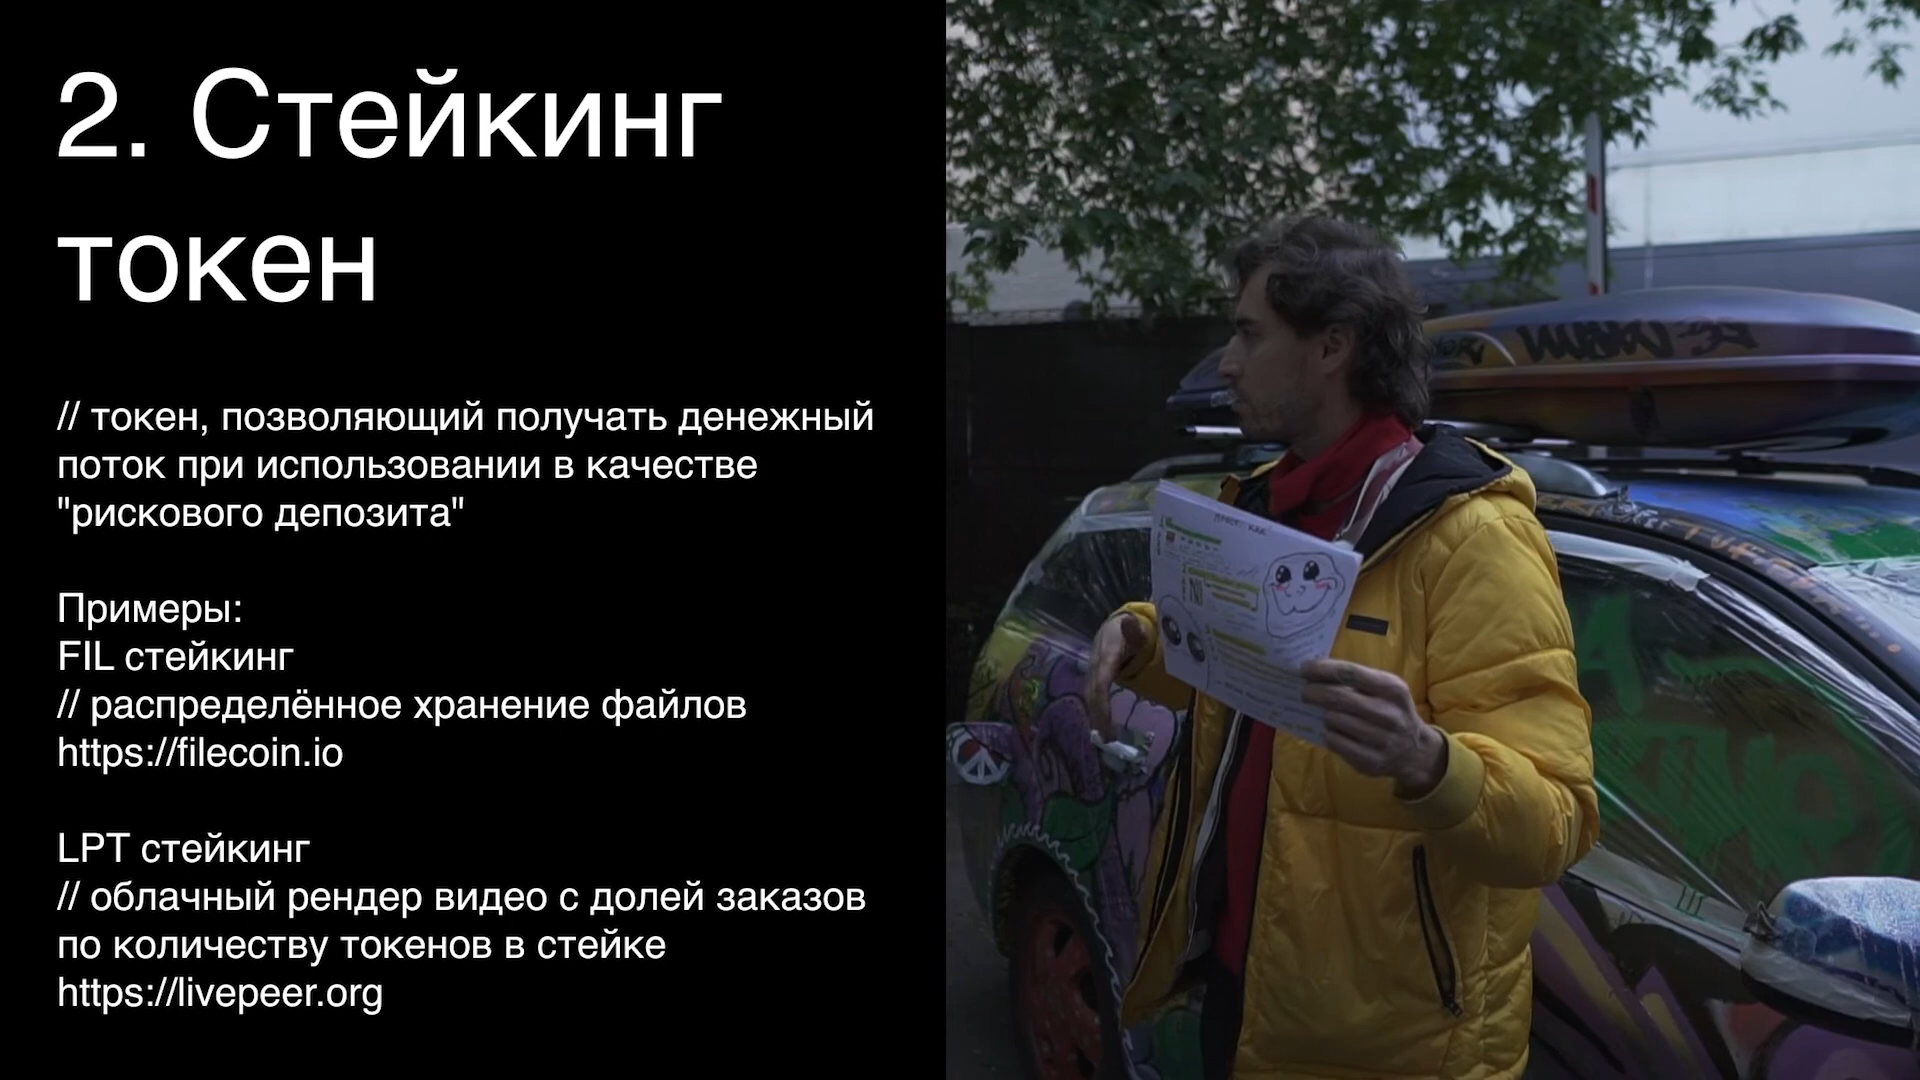 2. Стейкинг
токен
// токен, позволяющий получать денежный
поток при использовании в качестве
"рискового депозита"
Примеры:
FIL стейкинг
// распределённое хранение файлов
https://filecoin.io
LPT стейкинг
// облачный рендер видео с долей заказов
по количеству токенов в стейке
https://livepeer.org
NO